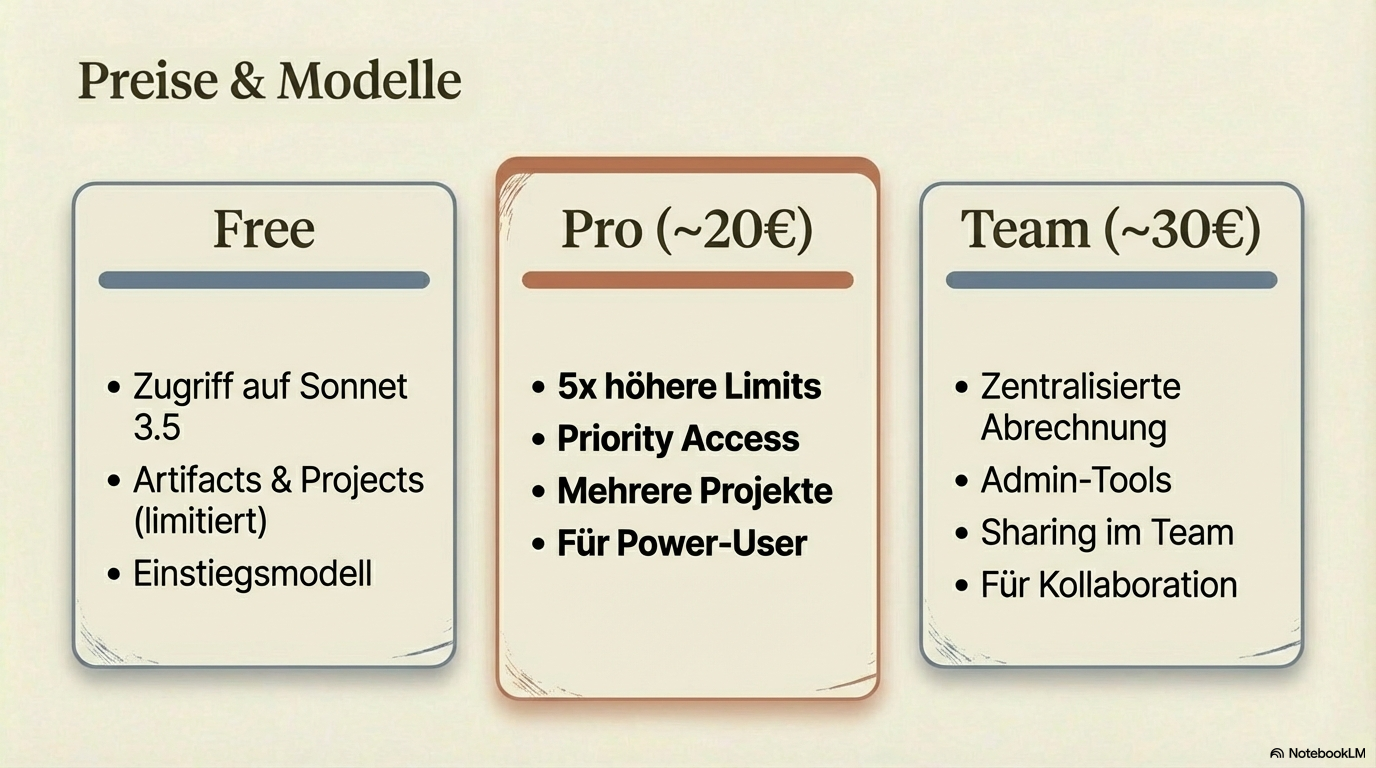 Preise & Modelle
Free
• Zugriff auf Sonnet
3.5
• Artifacts & Projects
(limitiert)
• Einstiegsmodell
Pro (~20€)
• 5x höhere Limits
• Priority Access
• Mehrere Projekte
• Für Power-User
Team (~30€)
• Zentralisierte
Abrechnung
• Admin-Tools
• Sharing im Team
• Für Kollaboration
NotebookLM